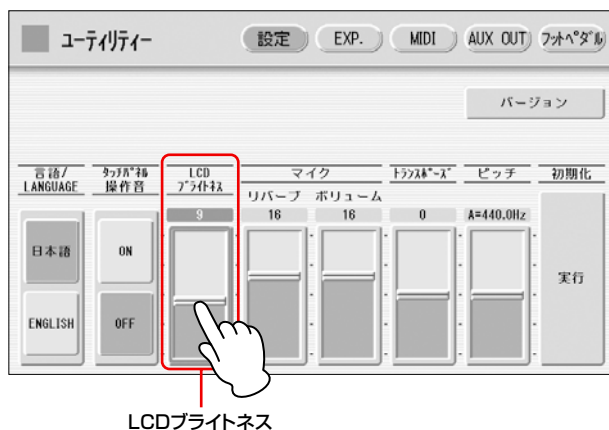 ユーティリティー
設定 EXP. MIDI AUX OUT フットペダル
バージョン
言語/ LANGUAGE
タッチパネル 操作音
LCD ブライトネス
マイク
リバーブ ボリューム
トランスポーズ
ピッチ
初期化
9 16 16 0 A=440.0Hz
日本語 ON
実行
ENGLISH OFF
LCDブライトネス